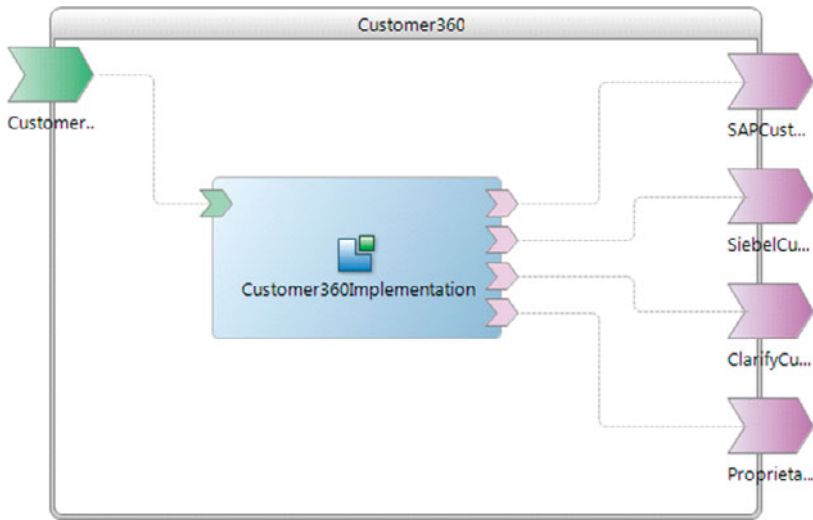 Customer360
Customer..
SAPCust...
SiebelCu...
Customer360Implementation
ClarifyCu...
Proprieta...